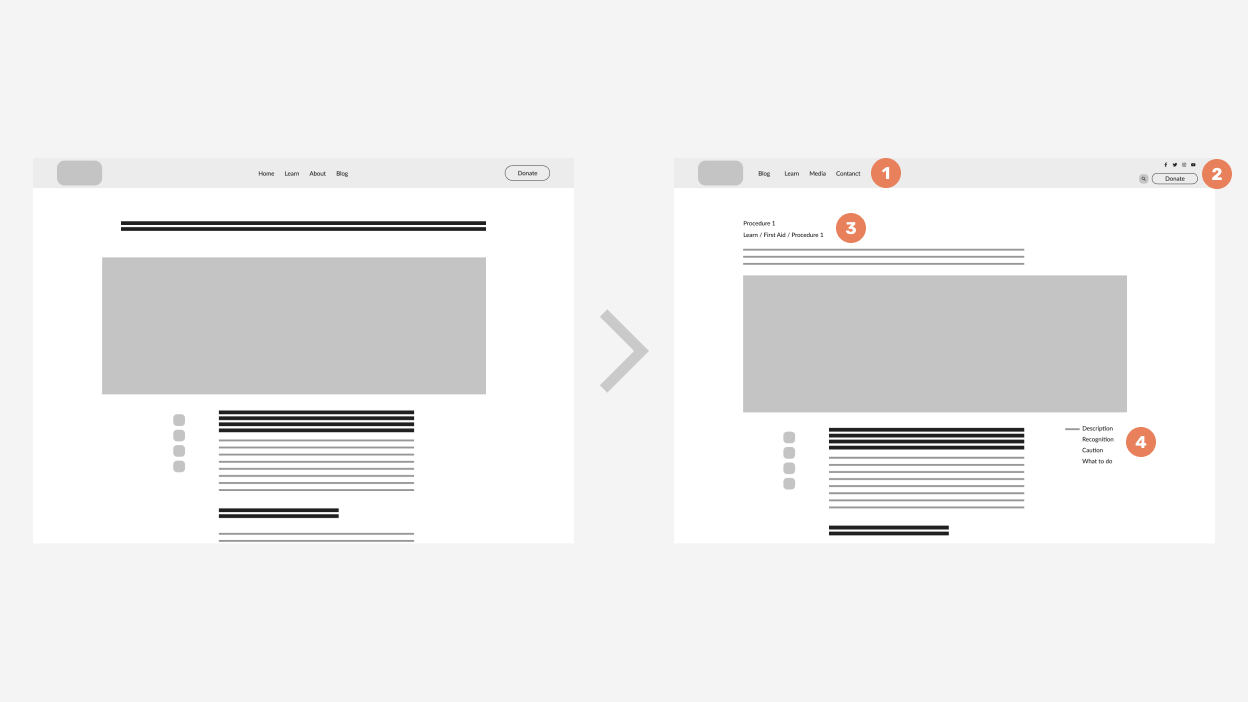 Home Learn About Blog
Donate
Blog Learn Media Contanct
1
Donate
2
Procedure 1
Learn / First Aid / Procedure 1
3
Description
Recognition
Caution
What to do
4